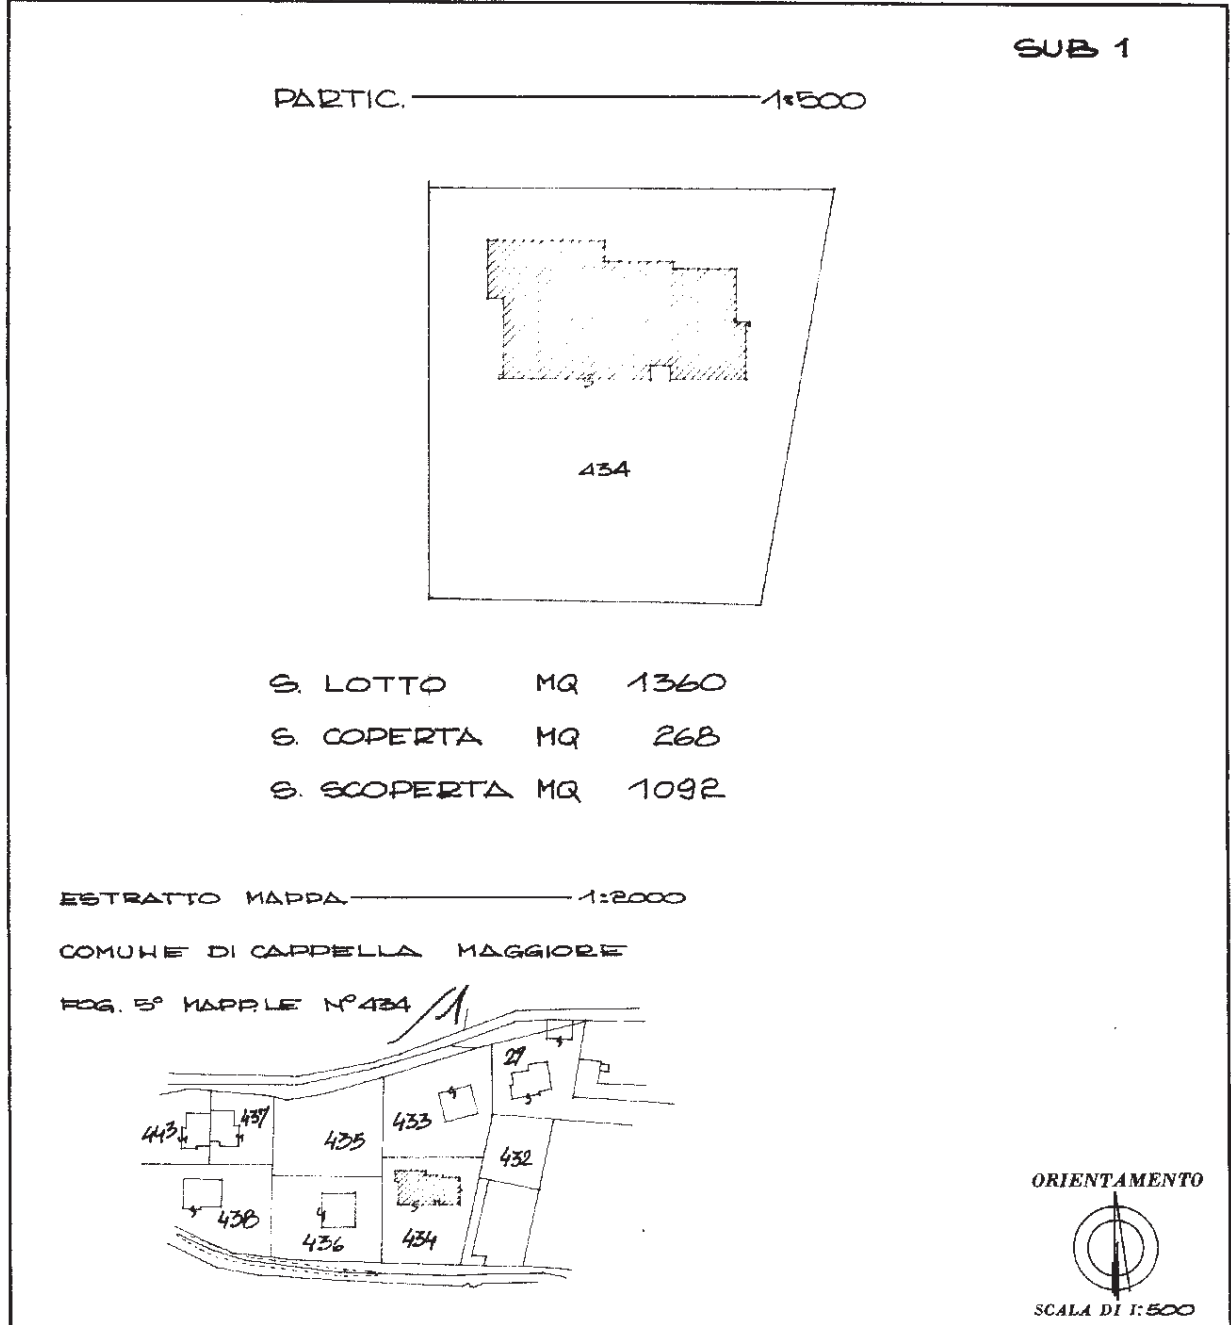 SUB 1
PARTIC. 1:500
434
S. LOTTO MQ 1360
S. COPERTA MQ 268
S. SCOPERTA MQ 1092
ESTRATTO MAPPA 1:2000
COMUNE DI CAPPELLA MAGGIORE
FOG. 5° MAPP.LE N° 434
1
29
443
437
435
433
432
438
436
434
ORIENTAMENTO
SCALA DI 1:500